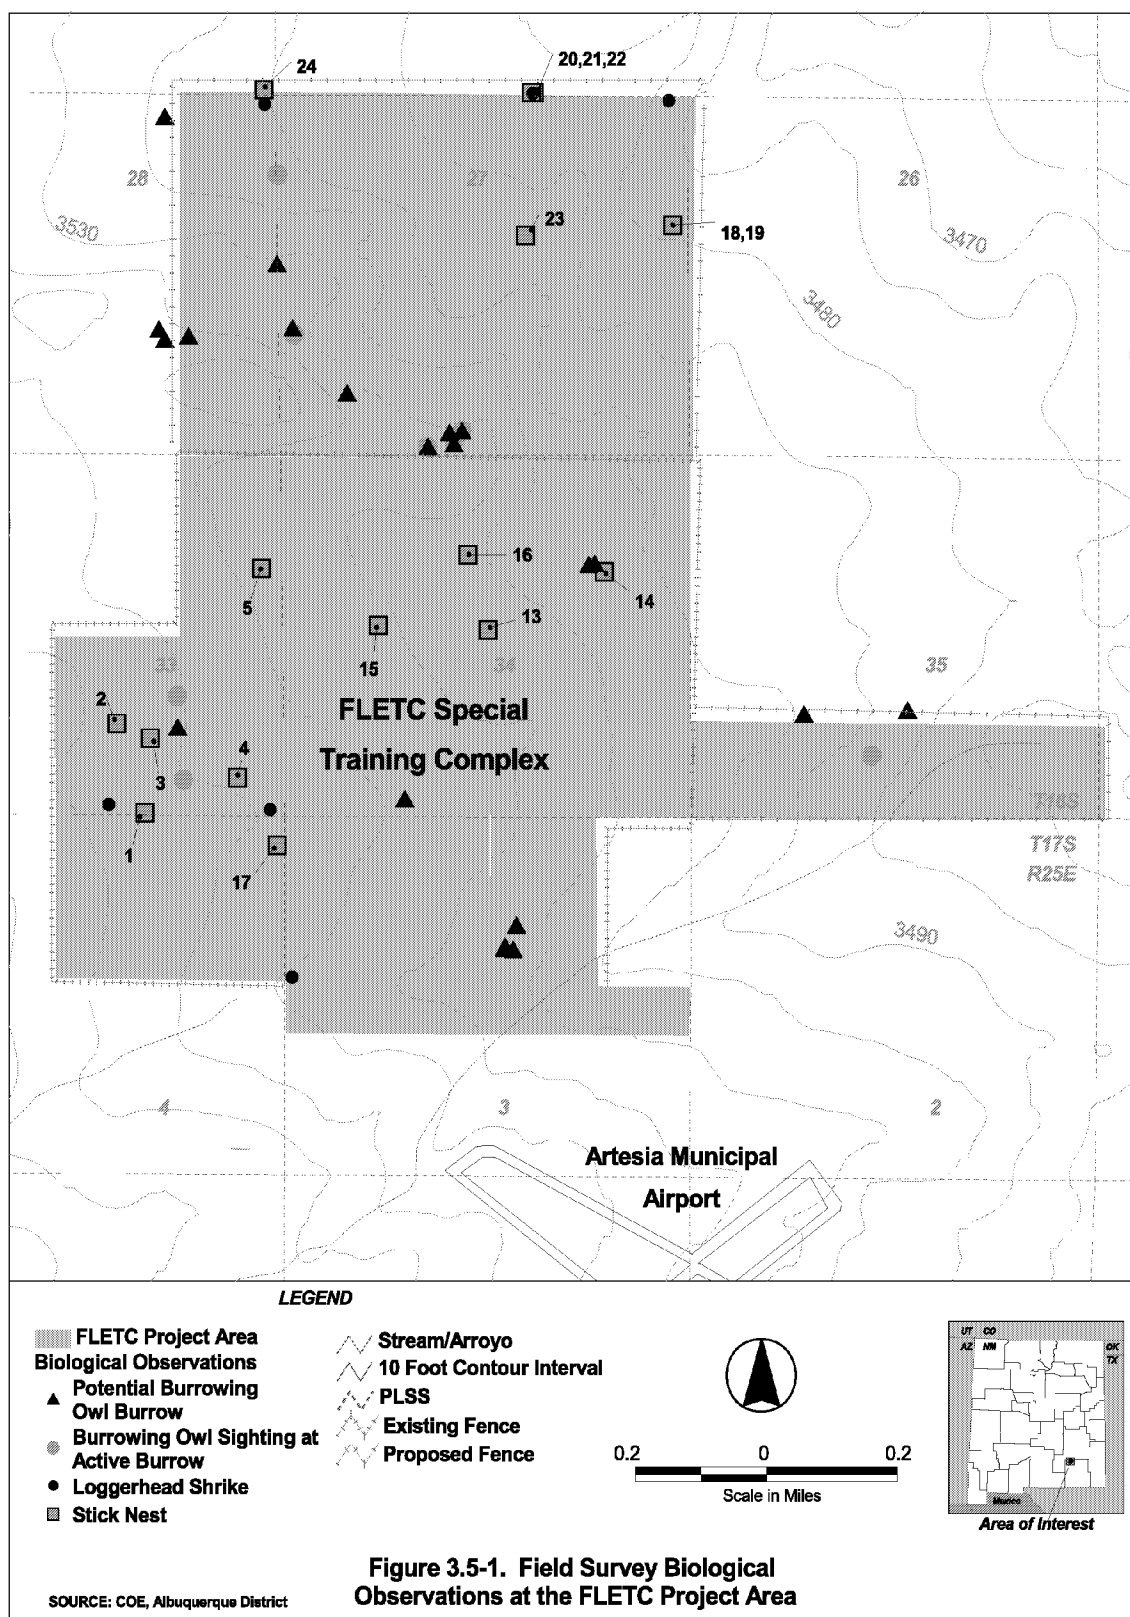 24
20,21,22
28
27
26
3530
23
18,19
3470
3480
16
5
14
13
15
33
34
35
2
FLETC Special
Training Complex
3
4
1
17
T16S
T17S
R25E
3490
4
3
2
Artesia Municipal
Airport
LEGEND
FLETC Project Area
Biological Observations
Potential Burrowing
Owl Burrow
Burrowing Owl Sighting at
Active Burrow
Loggerhead Shrike
Stick Nest
Stream/Arroyo
10 Foot Contour Interval
PLSS
Existing Fence
Proposed Fence
0.2 0 0.2
Scale in Miles
UT CO
AZ NM
OK
TX
Mexico
Area of Interest
Figure 3.5-1. Field Survey Biological
Observations at the FLETC Project Area
SOURCE: COE, Albuquerque District